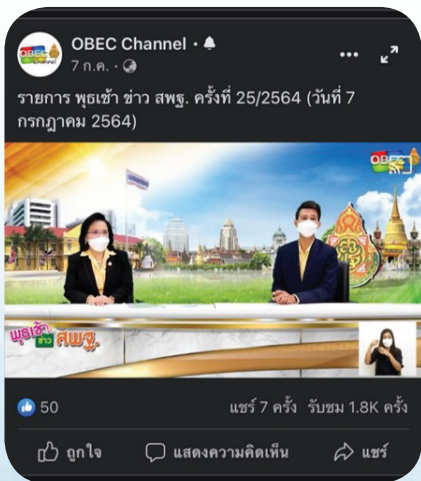 OBEC Channel ·
7 ก.ค. ·
รายการ พุธเช้า ข่าว สพฐ. ครั้งที่ 25/2564 (วันที่ 7
กรกฎาคม 2564)
OBEC
พุธเช้า
ข่าว สพฐ.
50
แชร์ 7 ครั้ง รับชม 1.8K ครั้ง
ถูกใจ
แสดงความคิดเห็น
แชร์